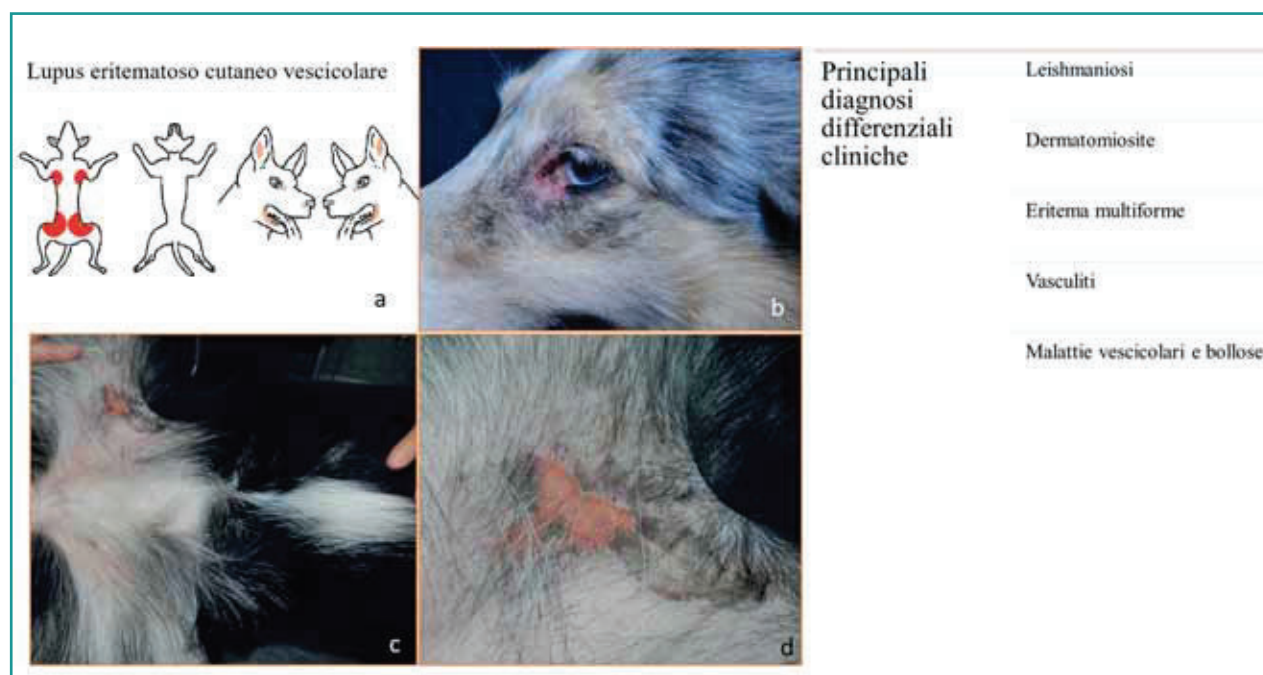 Lupus eritematoso cutaneo vescicolare
a
b
c
d
Principali
diagnosi
differenziali
cliniche
Leishmaniosi
Dermatomiosite
Eritema multiforme
Vasculiti
Malattie vescicolari e bollose